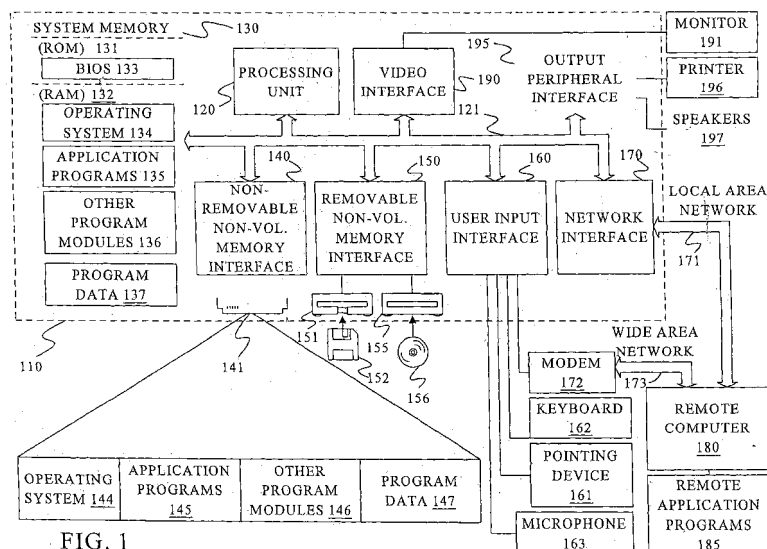 SYSTEM MEMORY
130
(ROM) 131
BIOS 133
(RAM) 132
OPERATING
SYSTEM 134
APPLICATION
PROGRAMS 135
OTHER
PROGRAM
MODULES 136
PROGRAM
DATA 137
120
PROCESSING
UNIT
VIDEO
INTERFACE
190
195
OUTPUT
PERIPHERAL
INTERFACE
121
MONITOR
191
PRINTER
196
SPEAKERS
197
140
NON-
REMOVABLE
NON-VOL.
MEMORY
INTERFACE
150
REMOVABLE
NON-VOL.
MEMORY
INTERFACE
160
USER INPUT
INTERFACE
170
NETWORK
INTERFACE
LOCAL AREA
NETWORK
171
110
141
151
152
155
156
WIDE AREA
NETWORK
173
MODEM
172
KEYBOARD
162
POINTING
DEVICE
161
MICROPHONE
163
REMOTE
COMPUTER
180
REMOTE
APPLICATION
PROGRAMS
185
OPERATING
SYSTEM 144
APPLICATION
PROGRAMS
145
OTHER
PROGRAM
MODULES 146
PROGRAM
DATA 147
FIG. 1